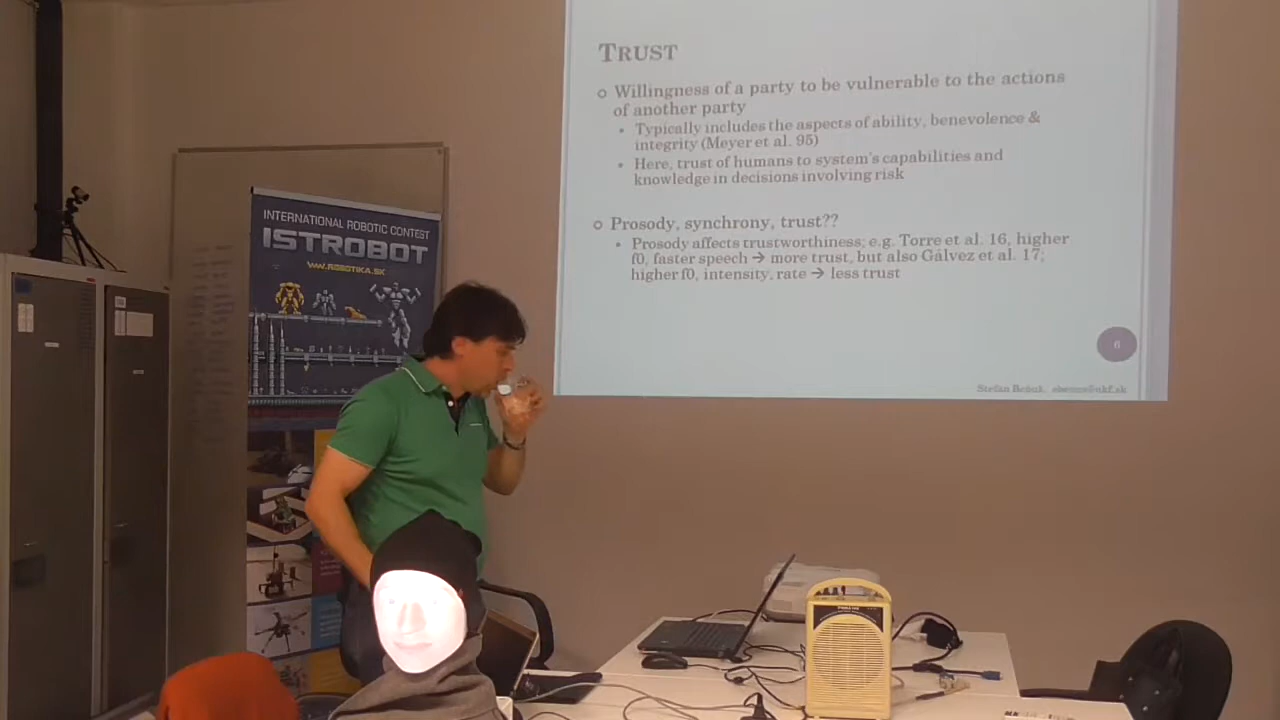 TRUST
Willingness of a party to be vulnerable to the actions
of another party
Typically includes the aspects of ability, benevolence &
integrity (Meyer et al. 95)
Here, trust of humans to system's capabilities and
knowledge in decisions involving risk
Prosody, synchrony, trust??
Prosody affects trustworthiness; e.g. Torre et al. 16, higher
f0, faster speech → more trust, but also Gálvez et al. 17;
higher f0, intensity, rate → less trust
6
INTERNATIONAL ROBOTIC CONTEST
ISTROBOT
WWW.ROBOTIKA.SK